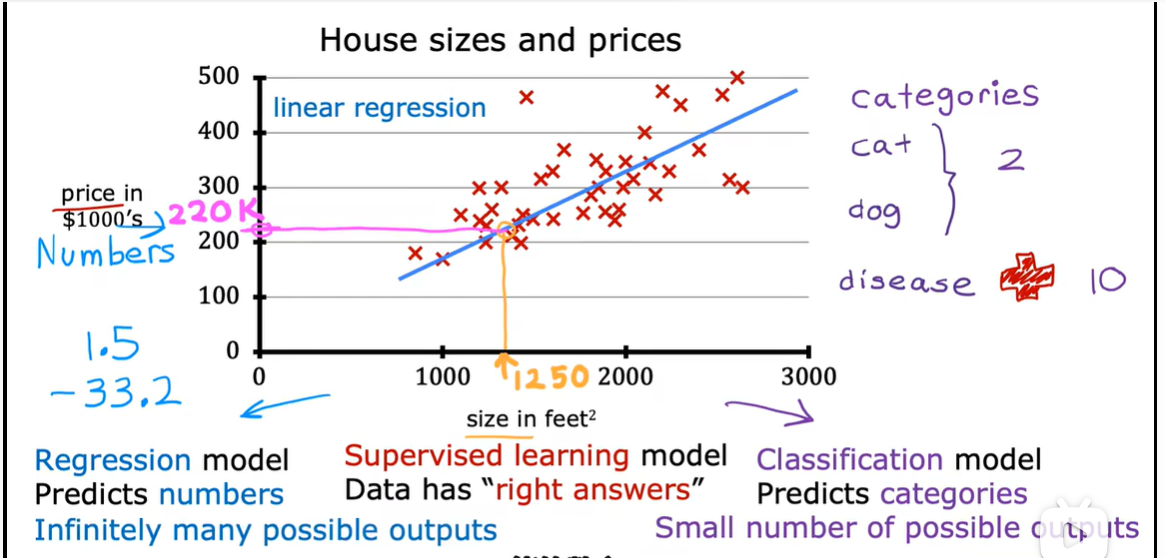 House sizes and prices
500
linear regression
400
300
200
100
0
price in
$1000's
220K
Numbers
1.5
-33.2
0
1000
1250
2000
3000
size in feet²
categories
cat
dog
2
disease
10
Regression model
Predicts numbers
Infinitely many possible outputs
Supervised learning model
Data has “right answers”
Classification model
Predicts categories
Small number of possible outputs